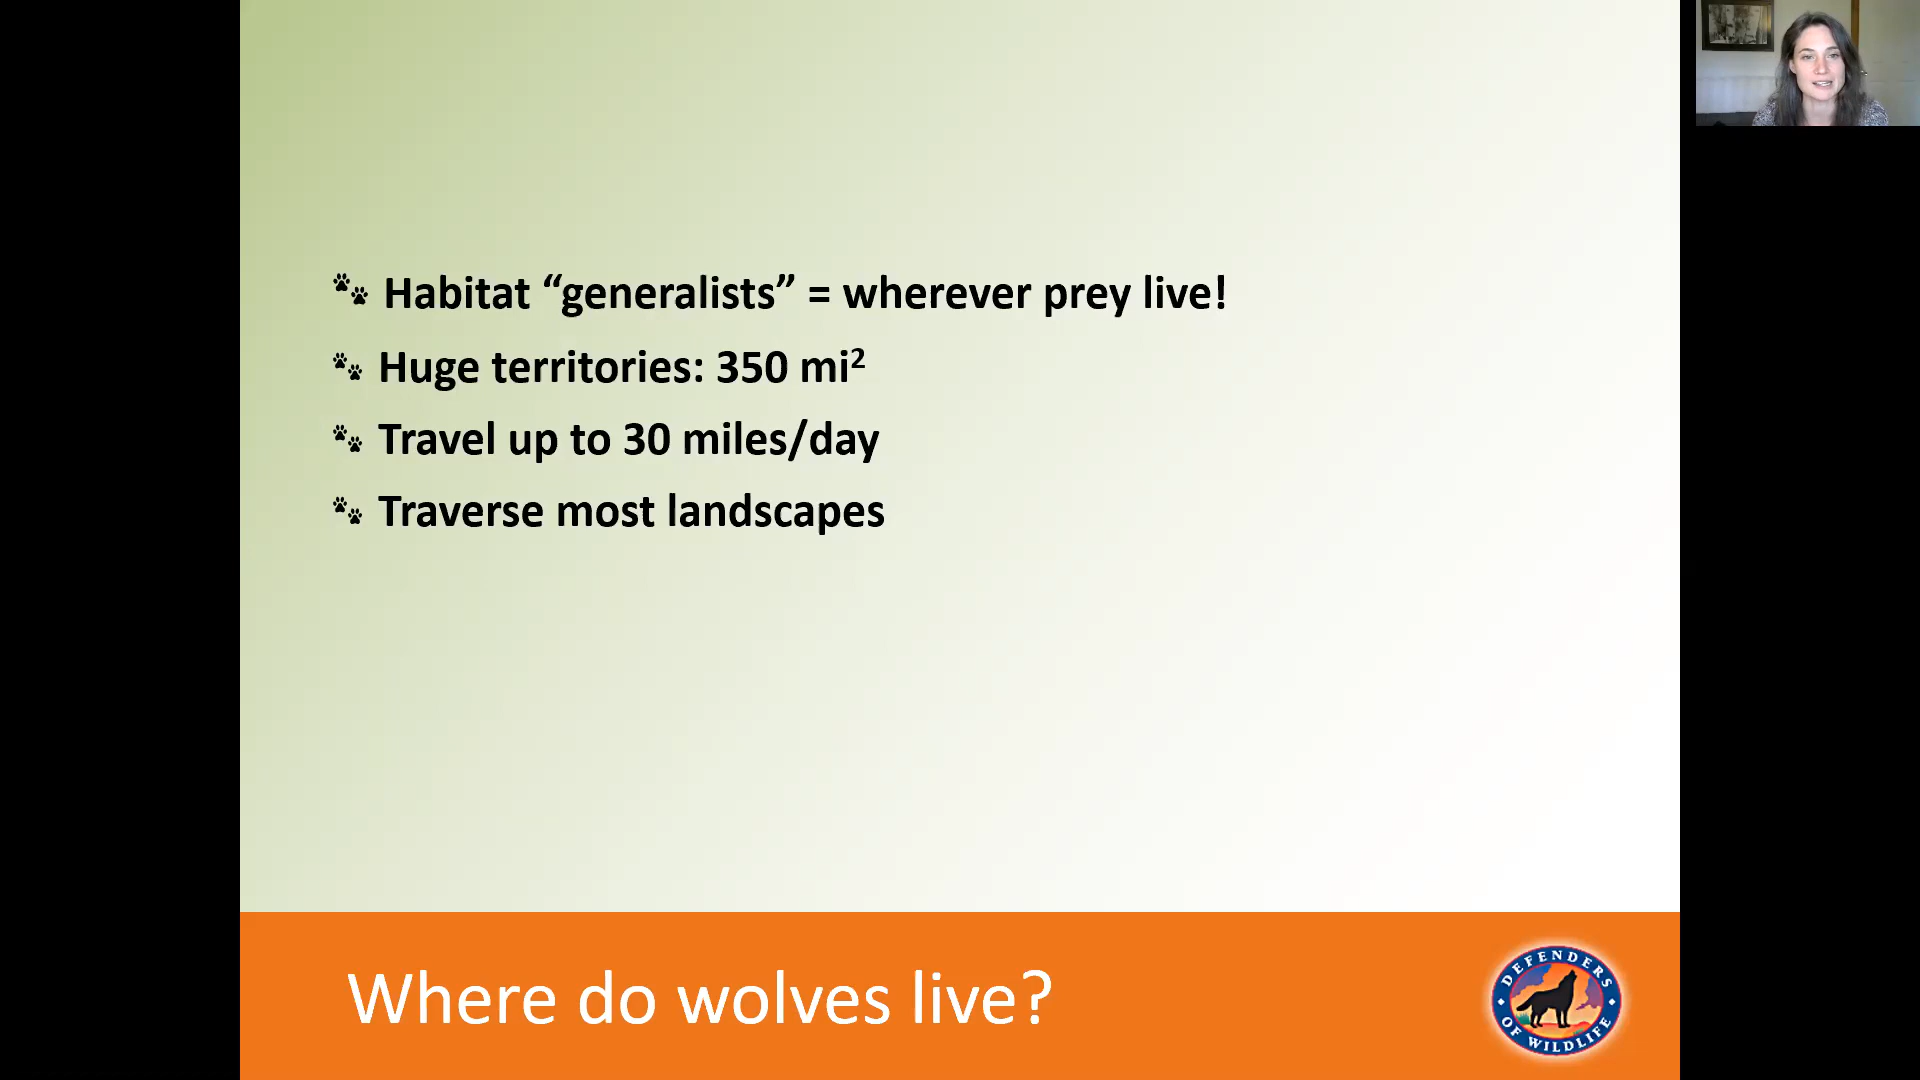 Habitat “generalists” = wherever prey live!
Huge territories: 350 mi²
Travel up to 30 miles/day
Traverse most landscapes
Where do wolves live?
DEFENDERS
OF WILDLIFE